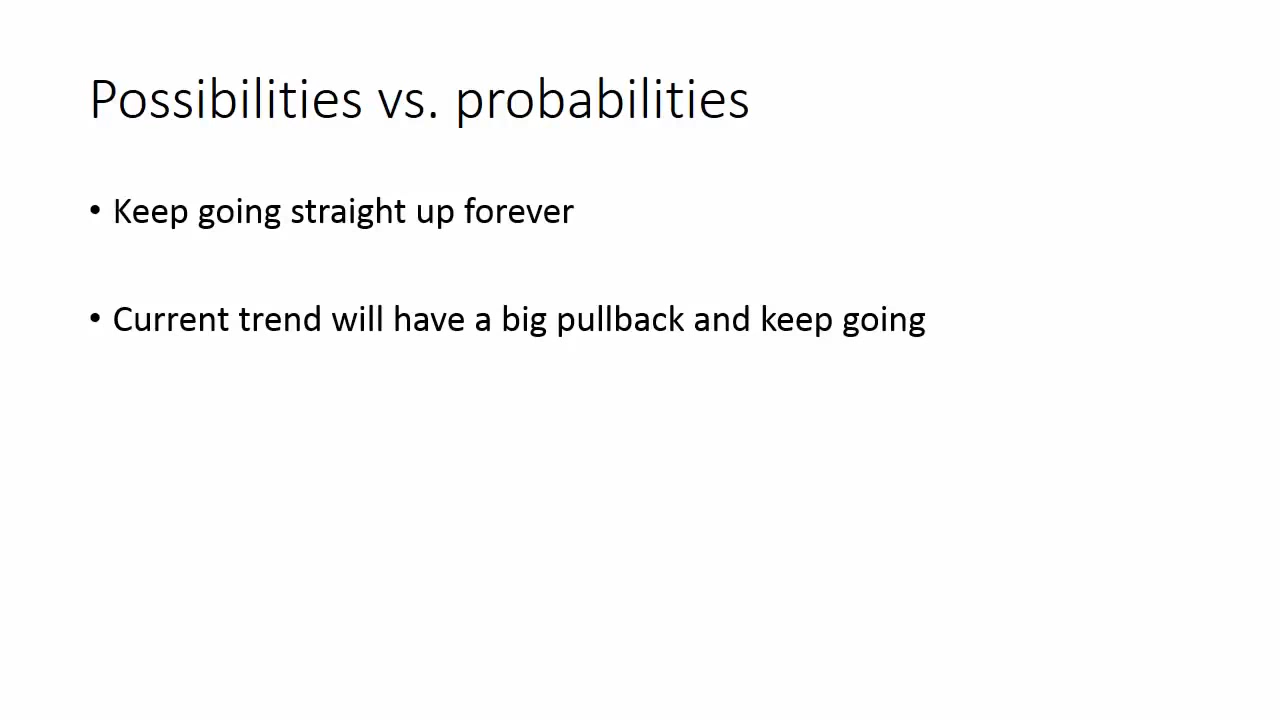 Possibilities vs. probabilities
• Keep going straight up forever
• Current trend will have a big pullback and keep going